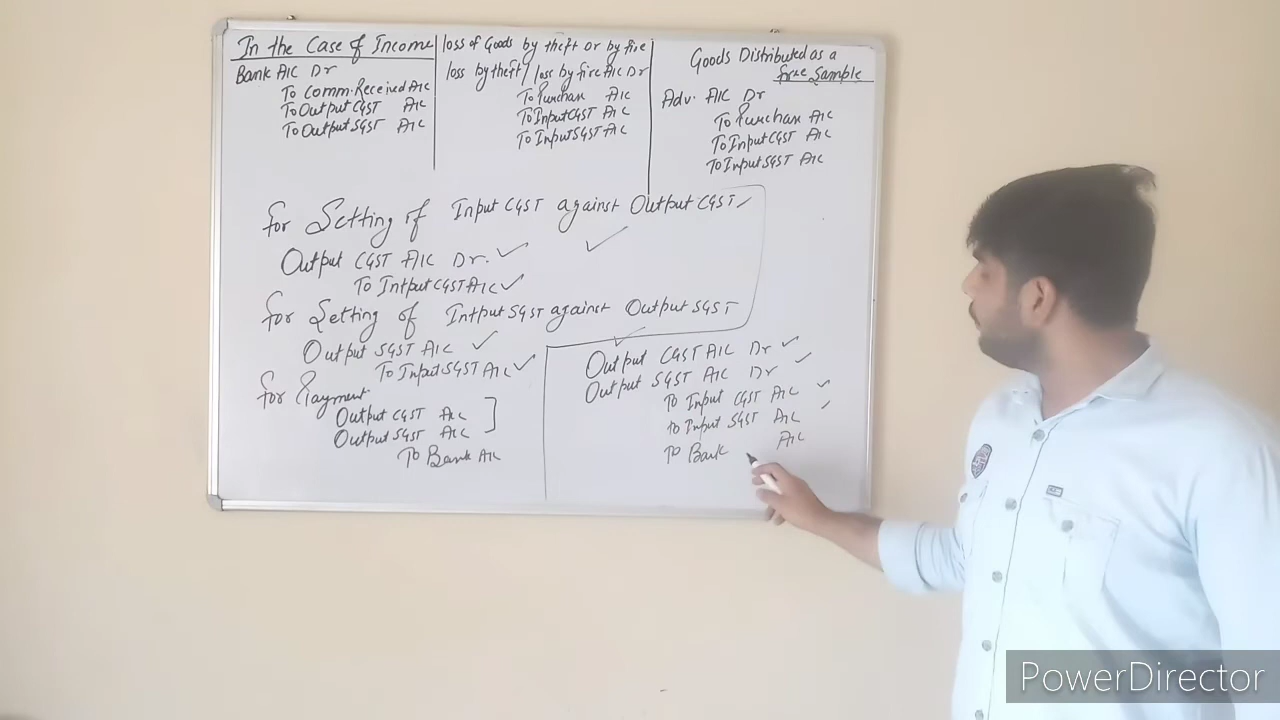 In the Case of Income
Bank A/C Dr
To Comm. Received A/C
To Output CGST A/C
To Output SGST A/C
loss of Goods by theft or by fire
loss by theft / loss by fire A/C Dr
To Purchase A/C
To Input CGST A/C
To Input SGST A/C
Goods Distributed as a
free Sample
Adv. A/C Dr
To Purchase A/C
To Input CGST A/C
To Input SGST A/C
for Setting of Input CGST against Output CGST
Output CGST A/C Dr.
To Intput CGST A/C
for Setting of Intput SGST against Output SGST
Output SGST A/C
To Input SGST A/C
for Payment
Output CGST A/C
Output SGST A/C
To Bank A/C
Output CGST A/C Dr
Output SGST A/C Dr
To Input CGST A/C
To Input SGST A/C
To Bank A/C
PowerDirector